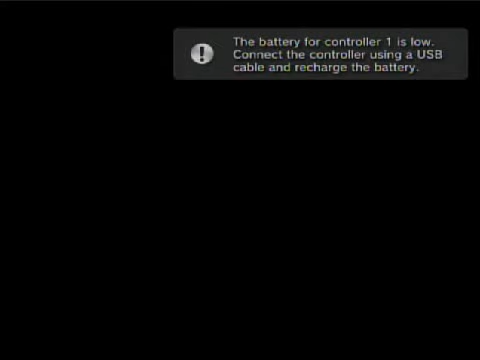 The battery for controller 1 is low.
Connect the controller using a USB
cable and recharge the battery.